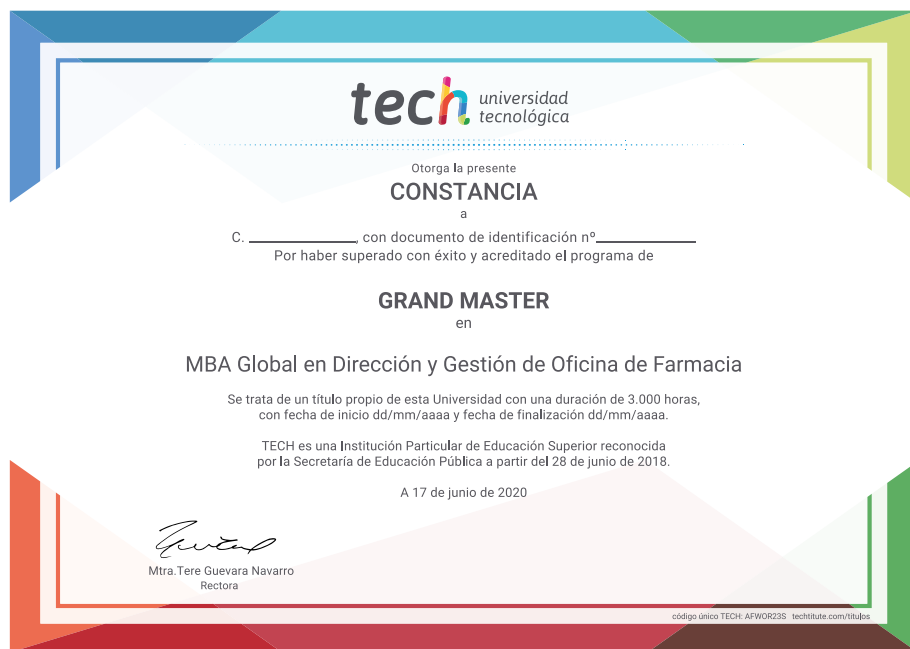 tech universidad
tecnológica
Otorga la presente
CONSTANCIA
a
C. ____________, con documento de identificación nº____________
Por haber superado con éxito y acreditado el programa de
GRAND MASTER
en
MBA Global en Dirección y Gestión de Oficina de Farmacia
Se trata de un título propio de esta Universidad con una duración de 3.000 horas,
con fecha de inicio dd/mm/aaaa y fecha de finalización dd/mm/aaaa.
TECH es una Institución Particular de Educación Superior reconocida
por la Secretaría de Educación Pública a partir del 28 de junio de 2018.
A 17 de junio de 2020
Mtra.Tere Guevara Navarro
Rectora
código único TECH: AFWOR23S techtitute.com/titulos